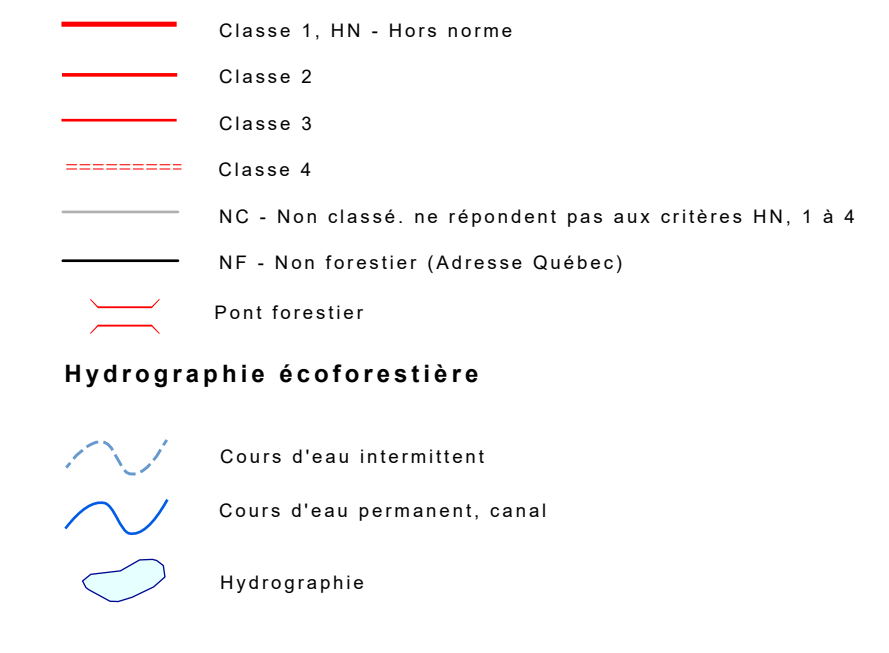 Classe 1, HN - Hors norme
Classe 2
Classe 3
Classe 4
NC - Non classé. ne répondent pas aux critères HN, 1 à 4
NF - Non forestier (Adresse Québec)
Pont forestier
Hydrographie écoforestière
Cours d'eau intermittent
Cours d'eau permanent, canal
Hydrographie